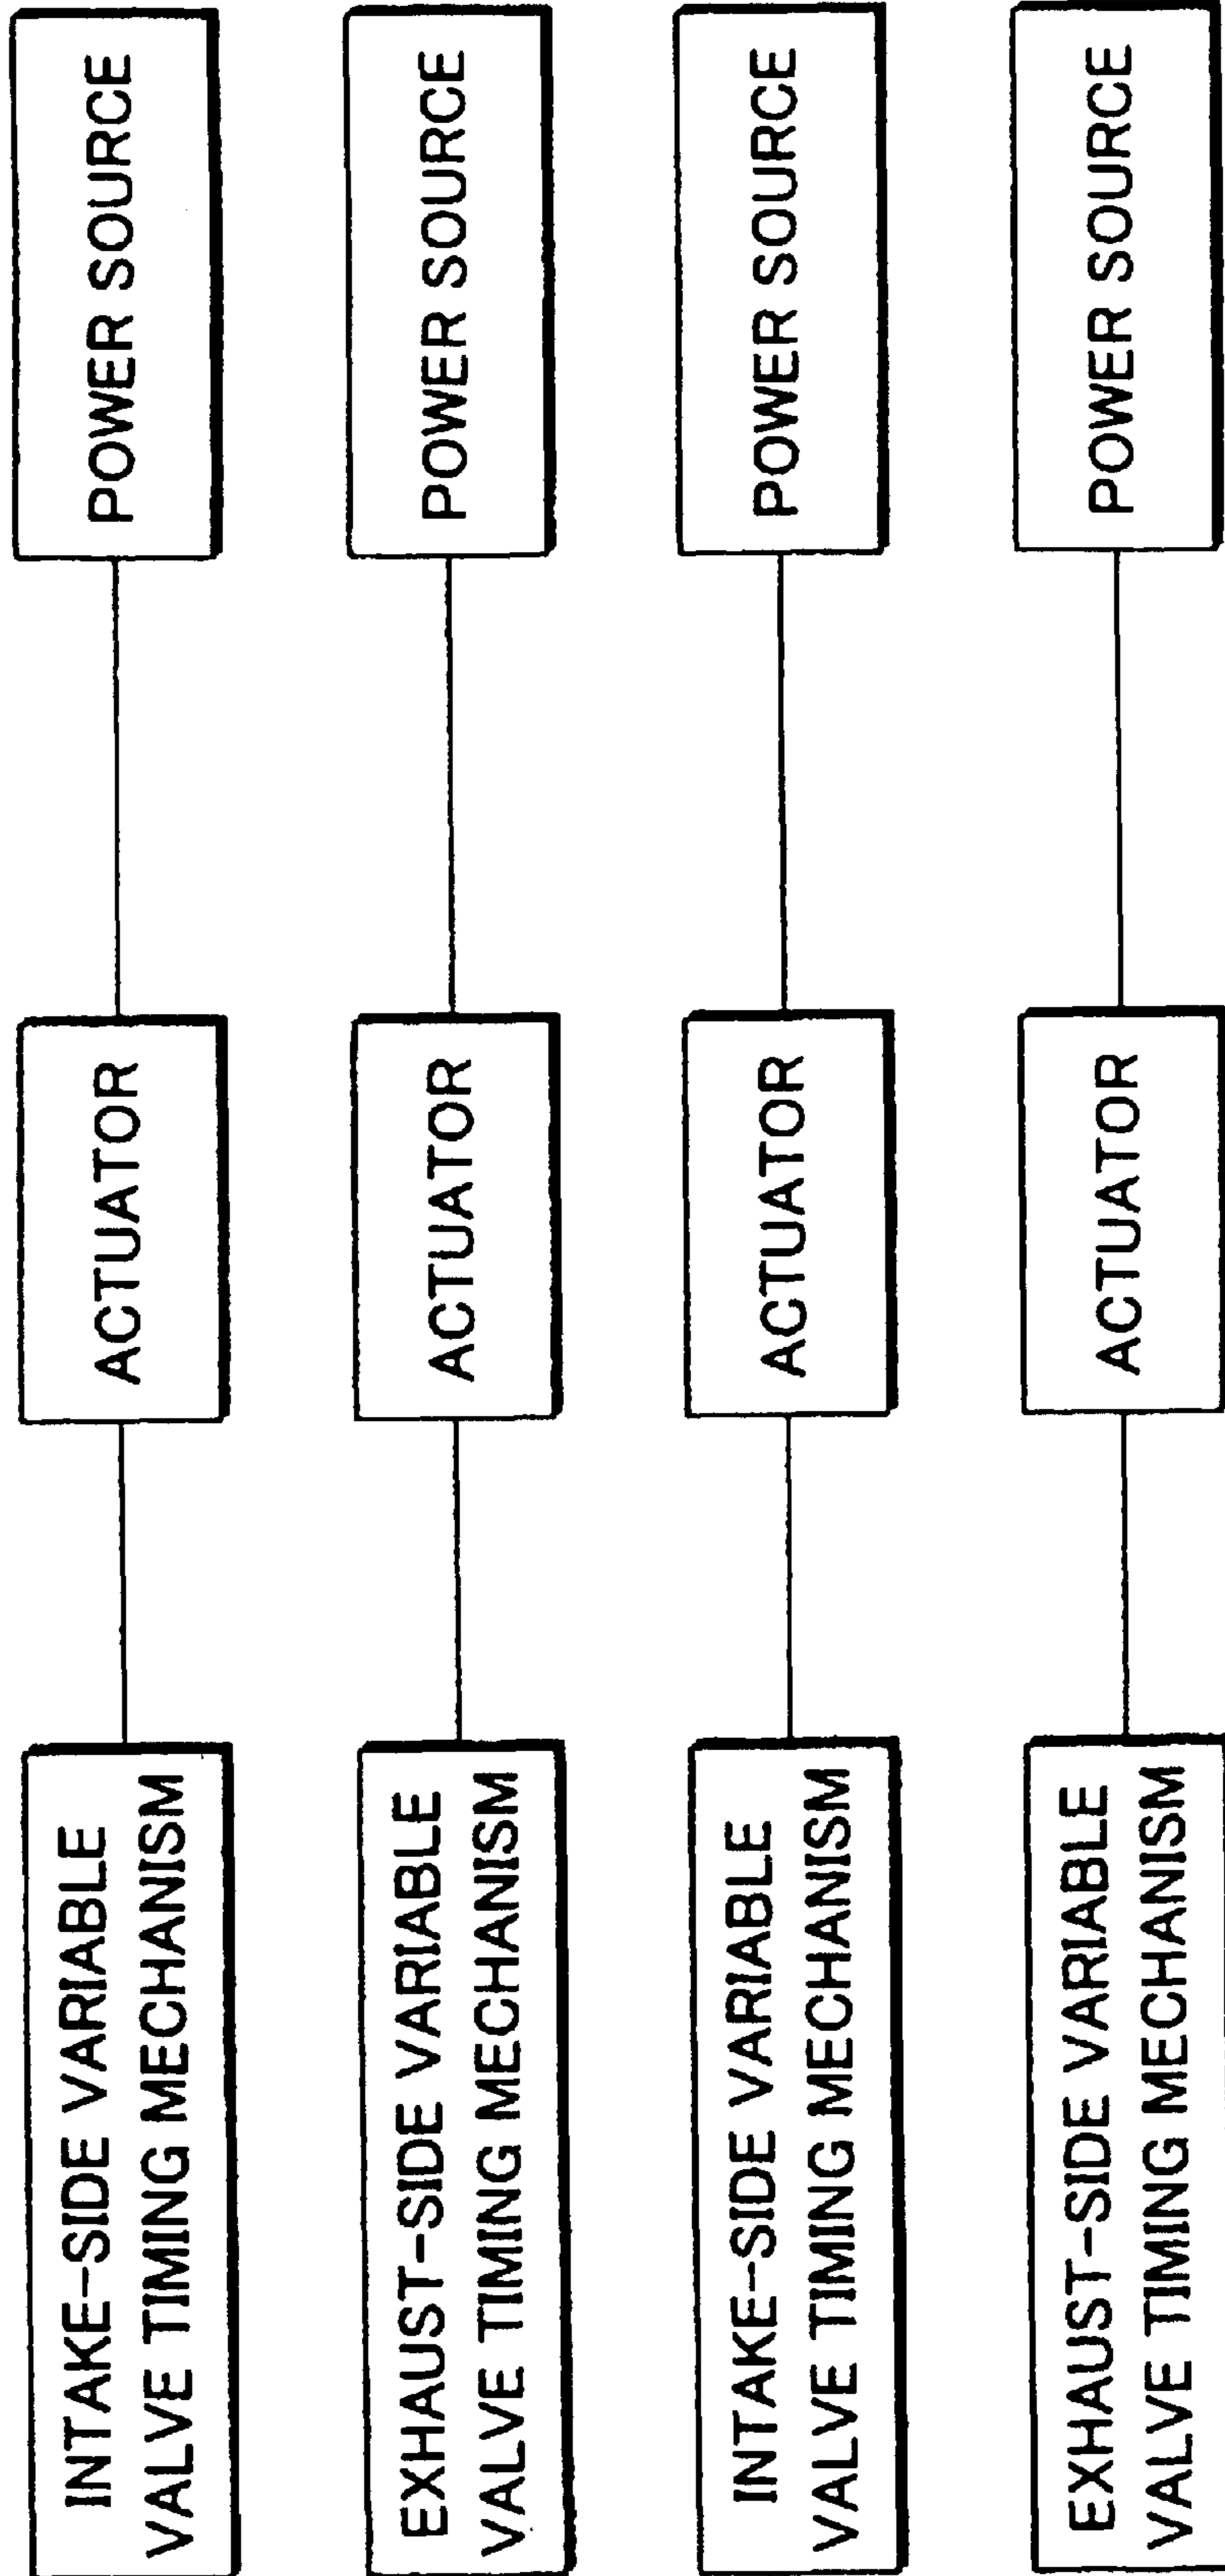 INTAKE-SIDE VARIABLE
VALVE TIMING MECHANISM
ACTUATOR
POWER SOURCE
EXHAUST-SIDE VARIABLE
VALVE TIMING MECHANISM
ACTUATOR
POWER SOURCE
INTAKE-SIDE VARIABLE
VALVE TIMING MECHANISM
ACTUATOR
POWER SOURCE
EXHAUST-SIDE VARIABLE
VALVE TIMING MECHANISM
ACTUATOR
POWER SOURCE